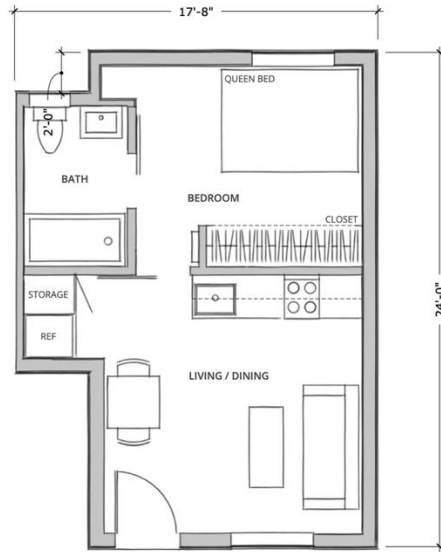 17'-8"
QUEEN BED
2'-0"
BATH
BEDROOM
CLOSET
24'-0"
STORAGE
REF
LIVING / DINING